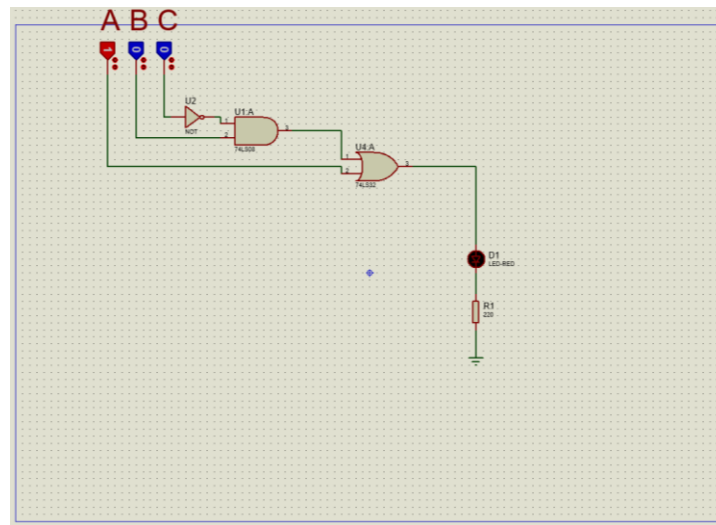 A B C
1 0 0
U2
NOT
U1:A
1
2
3
74LS08
U4:A
1
2
3
74LS32
D1
LED-RED
R1
220